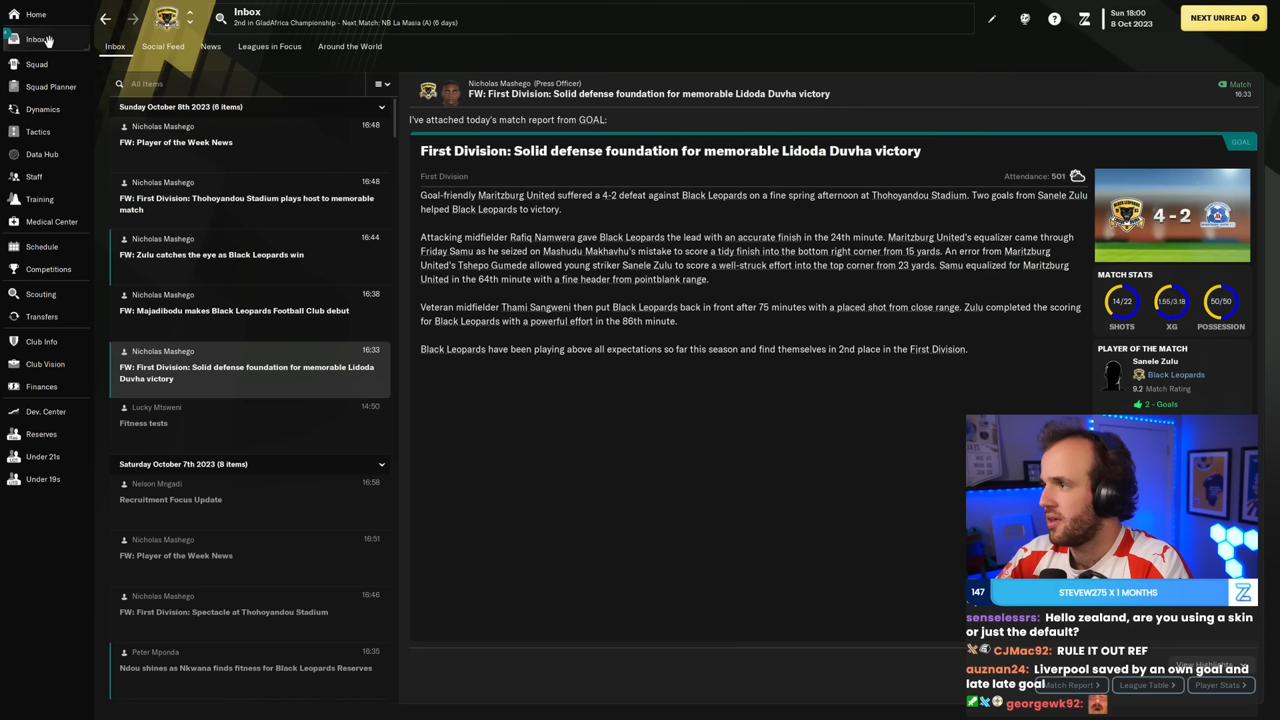 Home
Inbox
Squad
Squad Planner
Dynamics
Tactics
Data Hub
Staff
Training
Medical Center
Schedule
Competitions
Scouting
Transfers
Club Info
Club Vision
Finances
Dev. Center
Reserves
Under 21s
Under 19s
Inbox
2nd in GladAfrica Championship - Next Match: NB La Masia (A) (6 days)
Sun 18:00
8 Oct 2023
NEXT UNREAD
Inbox
Social Feed
News
Leagues in Focus
Around the World
All Items
Sunday October 8th 2023 (6 items)
Nicholas Mashego
16:48
FW: Player of the Week News
Nicholas Mashego
16:48
FW: First Division: Thohoyandou Stadium plays host to memorable
match
Nicholas Mashego
16:44
FW: Zulu catches the eye as Black Leopards win
Nicholas Mashego
16:38
FW: Majadibodu makes Black Leopards Football Club debut
Nicholas Mashego
16:33
FW: First Division: Solid defense foundation for memorable Lidoda
Duvha victory
Lucky Mtsweni
14:50
Fitness tests
Saturday October 7th 2023 (8 items)
Nelson Mngadi
16:58
Recruitment Focus Update
Nicholas Mashego
16:51
FW: Player of the Week News
Nicholas Mashego
16:46
FW: First Division: Spectacle at Thohoyandou Stadium
Peter Mponda
16:35
Ndou shines as Nkwana finds fitness for Black Leopards Reserves
Nicholas Mashego (Press Officer)
FW: First Division: Solid defense foundation for memorable Lidoda Duvha victory
Match
16:33
I've attached today's match report from GOAL:
GOAL
First Division: Solid defense foundation for memorable Lidoda Duvha victory
First Division
Attendance: 501
Goal-friendly Maritzburg United suffered a 4-2 defeat against Black Leopards on a fine spring afternoon at Thohoyandou Stadium. Two goals from Sanele Zulu
helped Black Leopards to victory.
Attacking midfielder Rafiq Namwera gave Black Leopards the lead with an accurate finish in the 24th minute. Maritzburg United's equalizer came through
Friday Samu as he seized on Mashudu Makhavhu's mistake to score a tidy finish into the bottom right corner from 15 yards. An error from Maritzburg
United's Tshepo Gumede allowed young striker Sanele Zulu to score a well-struck effort into the top corner from 23 yards. Samu equalized for Maritzburg
United in the 64th minute with a fine header from pointblank range.
Veteran midfielder Thami Sangweni then put Black Leopards back in front after 75 minutes with a placed shot from close range. Zulu completed the scoring
for Black Leopards with a powerful effort in the 86th minute.
Black Leopards have been playing above all expectations so far this season and find themselves in 2nd place in the First Division.
4 - 2
MATCH STATS
14/22
1.55/3.18
50/50
SHOTS
XG
POSSESSION
PLAYER OF THE MATCH
Sanele Zulu
Black Leopards
9.2 Match Rating
2 - Goals
147
STEVEW275 X 1 MONTHS
senselessrs: Hello zealand, are you using a skin
or just the default?
CJMac92: RULE IT OUT REF
auznan24: Liverpool saved by an own goal and
late late goal
georgewk92:
View Highlights
Match Report
League Table
Player Stats